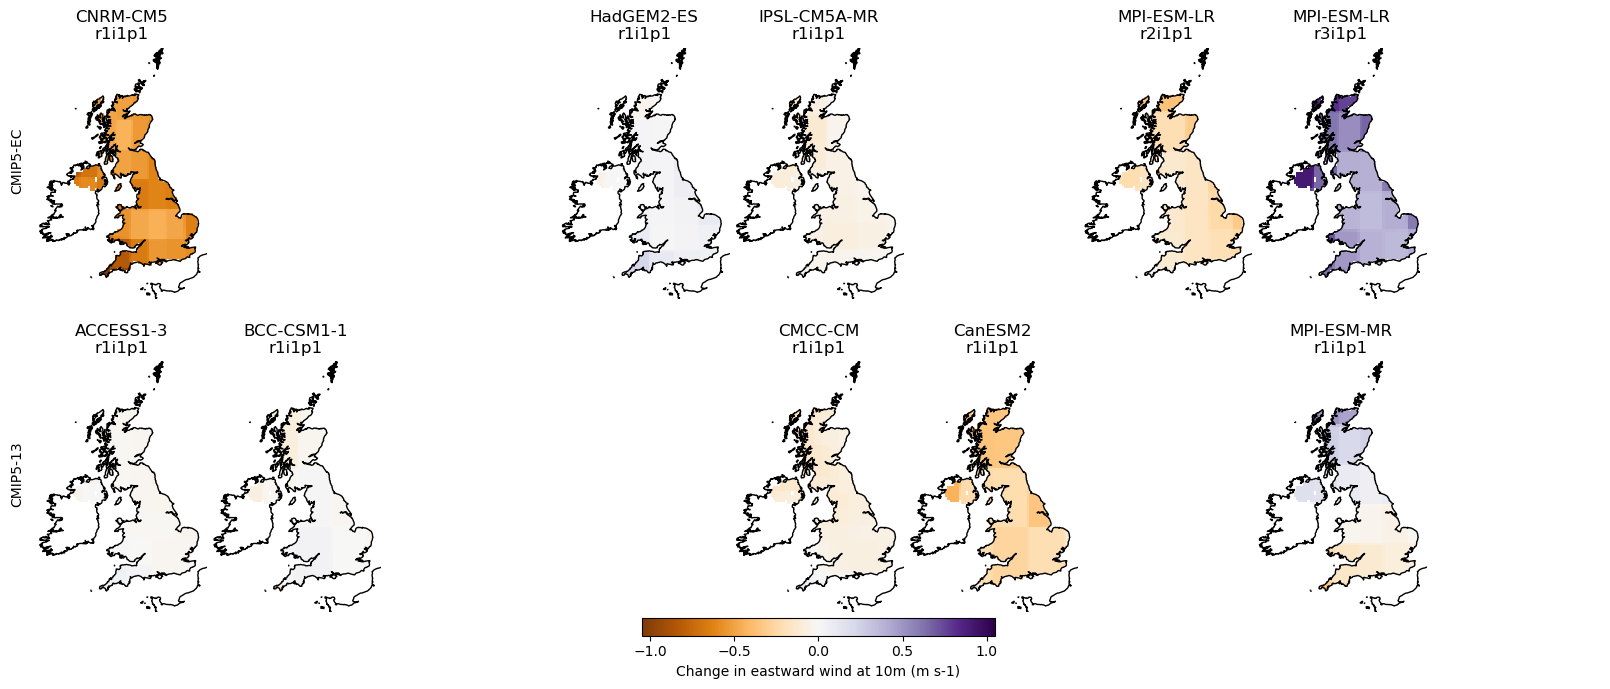 CNRM-CM5
r1i1p1
HadGEM2-ES
r1i1p1
IPSL-CM5A-MR
r1i1p1
MPI-ESM-LR
r2i1p1
MPI-ESM-LR
r3i1p1
CMIP5-EC
ACCESS1-3
r1i1p1
BCC-CSM1-1
r1i1p1
CMCC-CM
r1i1p1
CanESM2
r1i1p1
MPI-ESM-MR
r1i1p1
CMIP5-13
−1.0 −0.5 0.0 0.5 1.0
Change in eastward wind at 10m (m s-1)